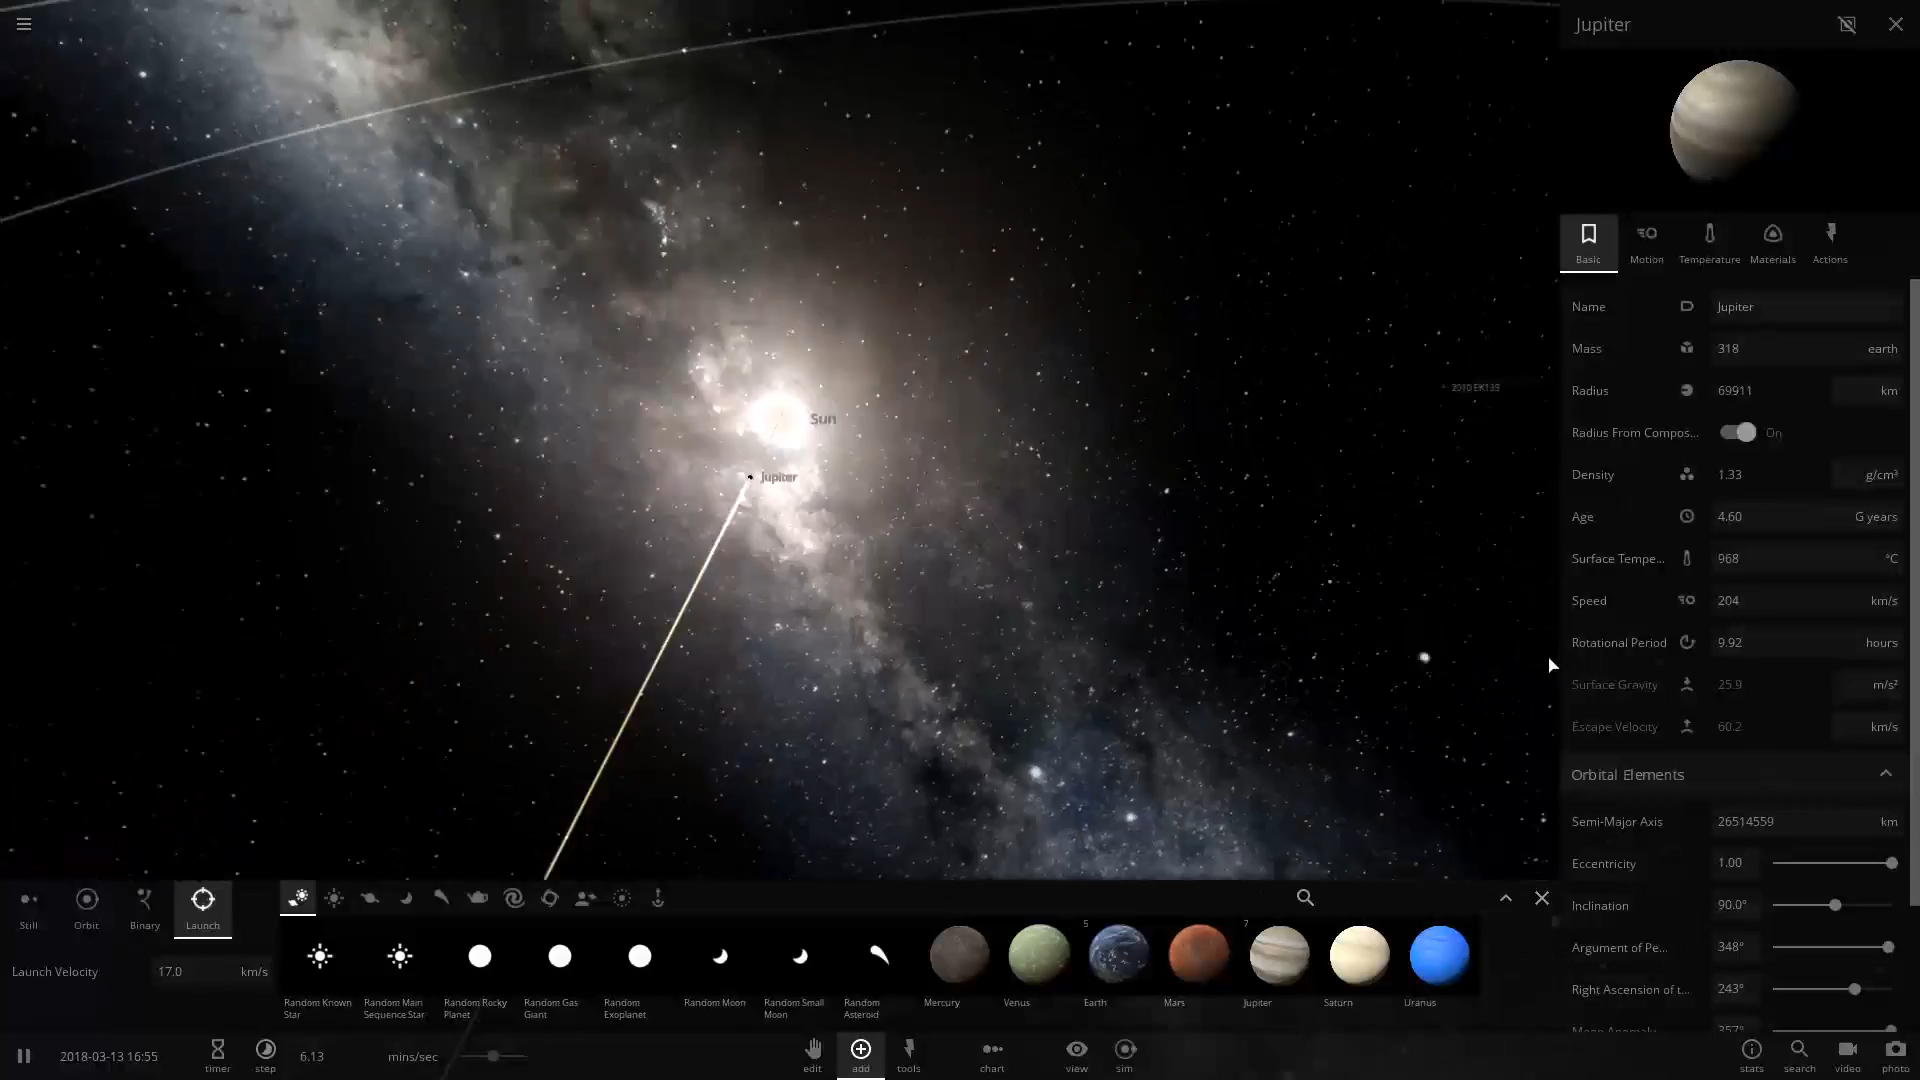 Jupiter
Sun
Jupiter
2010 EK139
Basic
Motion
Temperature
Materials
Actions
Name Jupiter
Mass 318 earth
Radius 69911 km
Radius From Compos... On
Density 1.33 g/cm³
Age 4.60 G years
Surface Tempe... 968 °C
Speed 204 km/s
Rotational Period 9.92 hours
Surface Gravity 25.9 m/s²
Escape Velocity 60.2 km/s
Orbital Elements
Semi-Major Axis 26514559 km
Eccentricity 1.00
Inclination 90.0°
Argument of Pe... 348°
Right Ascension of t... 243°
Mean Anomaly 357°
Still
Orbit
Binary
Launch
Launch Velocity 17.0 km/s
5
7
Random Known Star
Random Main Sequence Star
Random Rocky Planet
Random Gas Giant
Random Exoplanet
Random Moon
Random Small Moon
Random Asteroid
Mercury
Venus
Earth
Mars
Jupiter
Saturn
Uranus
2018-03-13 16:55
timer
step
6.13 mins/sec
edit
add
tools
chart
view
sim
stats
search
video
photo